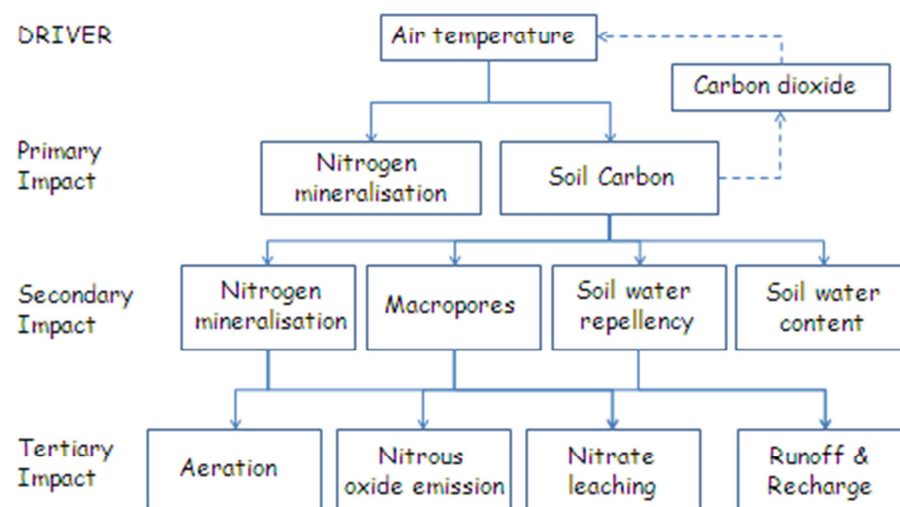 DRIVER
Air temperature
Carbon dioxide
Primary
Impact
Nitrogen
mineralisation
Soil Carbon
Secondary
Impact
Nitrogen
mineralisation
Macropores
Soil water
repellency
Soil water
content
Tertiary
Impact
Aeration
Nitrous
oxide emission
Nitrate
leaching
Runoff &
Recharge